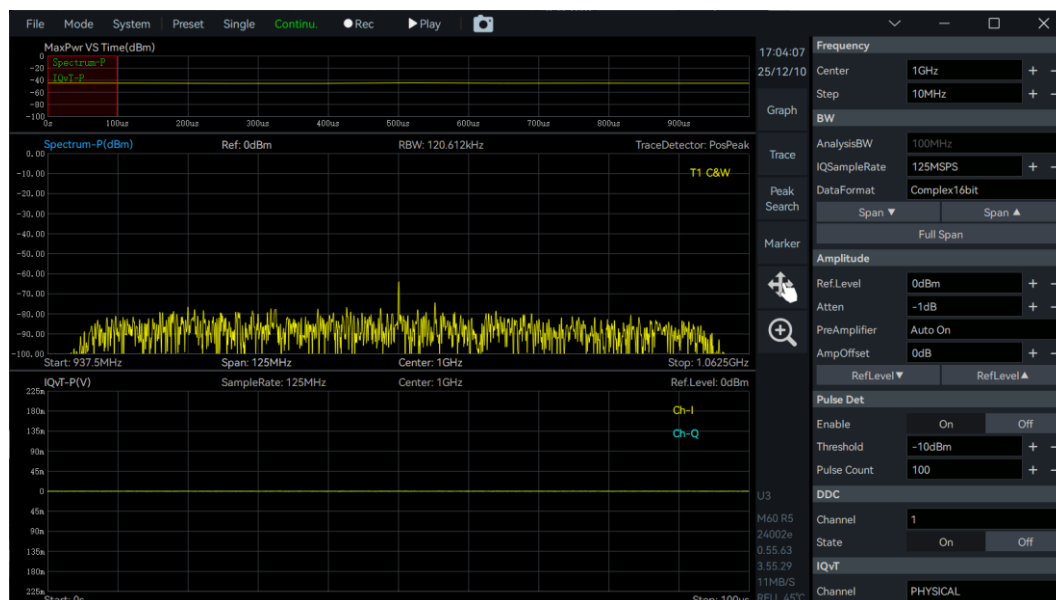 File Mode System Preset Single Continu. Rec Play
MaxPwr VS Time(dBm)
0
-20
-40
-60
-80
-100
Spectrum-P
IQvT-P
0s 100us 200us 300us 400us 500us 600us 700us 800us 900us
Spectrum-P(dBm) Ref: 0dBm RBW: 120.612kHz TraceDetector: PosPeak
T1 C&W
0.00
-10.00
-20.00
-30.00
-40.00
-50.00
-60.00
-70.00
-80.00
-90.00
-100.00
Start: 937.5MHz Span: 125MHz Center: 1GHz Stop: 1.0625GHz
IQvT-P(V) SampleRate: 125MHz Center: 1GHz Ref.Level: 0dBm
225m
180m
135m
90m
45m
0
45m
90m
135m
180m
225m
Ch-I
Ch-Q
Start: 0s Stop: 100us
17:04:07
25/12/10
Graph
Trace
Peak
Search
Marker
U3
M60 R5
24002e
0.55.63
3.55.29
11MB/S
REU 45℃
Frequency
Center 1GHz + -
Step 10MHz + -
BW
AnalysisBW 100MHz
IQSampleRate 125MSPS + -
DataFormat Complex16bit
Span ▼ Span ▲
Full Span
Amplitude
Ref.Level 0dBm + -
Atten -1dB + -
PreAmplifier Auto On
AmpOffset 0dB + -
RefLevel▼ RefLevel▲
Pulse Det
Enable On Off
Threshold -10dBm + -
Pulse Count 100 + -
DDC
Channel 1
State On Off
IQvT
Channel PHYSICAL